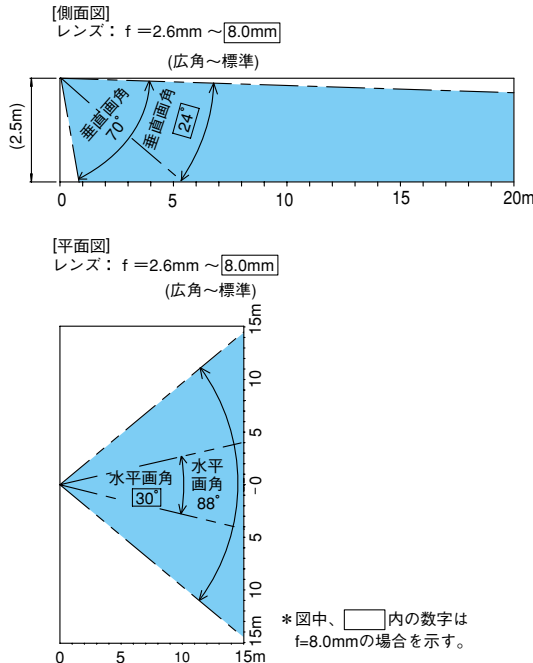 [側面図]
レンズ： f ＝2.6mm ～8.0mm
(広角～標準)
(2.5m)
垂直画角
70°
垂直画角
24°
0 5 10 15 20m
[平面図]
レンズ： f ＝2.6mm ～8.0mm
(広角～標準)
15m
10
5
0
5
10
15m
水平画角
30°
水平
画角
88°
0 5 10 15m
＊図中、 内の数字は
f=8.0mmの場合を示す。